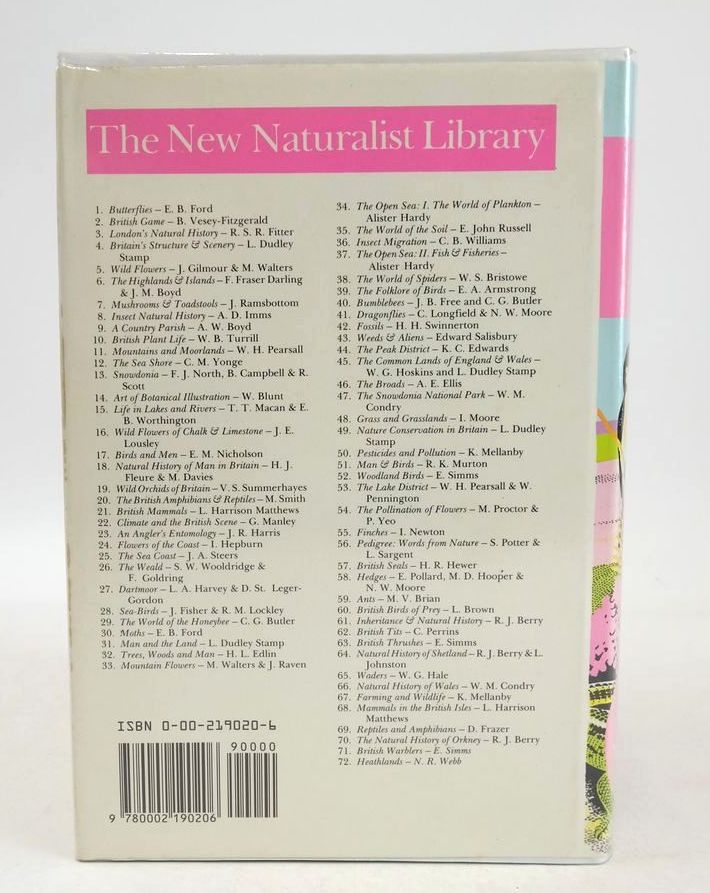 The New Naturalist Library
1. Butterflies – E. B. Ford
2. British Game – B. Vesey-Fitzgerald
3. London's Natural History – R. S. R. Fitter
4. Britain's Structure & Scenery – L. Dudley
Stamp
5. Wild Flowers – J. Gilmour & M. Walters
6. The Highlands & Islands – F. Fraser Darling
& J. M. Boyd
7. Mushrooms & Toadstools – J. Ramsbottom
8. Insect Natural History – A. D. Imms
9. A Country Parish – A. W. Boyd
10. British Plant Life – W. B. Turrill
11. Mountains and Moorlands – W. H. Pearsall
12. The Sea Shore – C. M. Yonge
13. Snowdonia – F. J. North, B. Campbell & R.
Scott
14. Art of Botanical Illustration – W. Blunt
15. Life in Lakes and Rivers – T. T. Macan & E.
B. Worthington
16. Wild Flowers of Chalk & Limestone – J. E.
Lousley
17. Birds and Men – E. M. Nicholson
18. Natural History of Man in Britain – H. J.
Fleure & M. Davies
19. Wild Orchids of Britain – V. S. Summerhayes
20. The British Amphibians & Reptiles – M. Smith
21. British Mammals – L. Harrison Matthews
22. Climate and the British Scene – G. Manley
23. An Angler's Entomology – J. R. Harris
24. Flowers of the Coast – I. Hepburn
25. The Sea Coast – J. A. Steers
26. The Weald – S. W. Wooldridge &
F. Goldring
27. Dartmoor – L. A. Harvey & D. St. Leger-
Gordon
28. Sea-Birds – J. Fisher & R. M. Lockley
29. The World of the Honeybee – C. G. Butler
30. Moths – E. B. Ford
31. Man and the Land – L. Dudley Stamp
32. Trees, Woods and Man – H. L. Edlin
33. Mountain Flowers – M. Walters & J. Raven
34. The Open Sea: I. The World of Plankton –
Alister Hardy
35. The World of the Soil – E. John Russell
36. Insect Migration – C. B. Williams
37. The Open Sea: II. Fish & Fisheries –
Alister Hardy
38. The World of Spiders – W. S. Bristowe
39. The Folklore of Birds – E. A. Armstrong
40. Bumblebees – J. B. Free and C. G. Butler
41. Dragonflies – C. Longfield & N. W. Moore
42. Fossils – H. H. Swinnerton
43. Weeds & Aliens – Edward Salisbury
44. The Peak District – K. C. Edwards
45. The Common Lands of England & Wales –
W. G. Hoskins and L. Dudley Stamp
46. The Broads – A. E. Ellis
47. The Snowdonia National Park – W. M.
Condry
48. Grass and Grasslands – I. Moore
49. Nature Conservation in Britain – L. Dudley
Stamp
50. Pesticides and Pollution – K. Mellanby
51. Man & Birds – R. K. Murton
52. Woodland Birds – E. Simms
53. The Lake District – W. H. Pearsall & W.
Pennington
54. The Pollination of Flowers – M. Proctor &
P. Yeo
55. Finches – I. Newton
56. Pedigree: Words from Nature – S. Potter &
L. Sargent
57. British Seals – H. R. Hewer
58. Hedges – E. Pollard, M. D. Hooper &
N. W. Moore
59. Ants – M. V. Brian
60. British Birds of Prey – L. Brown
61. Inheritance & Natural History – R. J. Berry
62. British Tits – C. Perrins
63. British Thrushes – E. Simms
64. Natural History of Shetland – R. J. Berry & L.
Johnston
65. Waders – W. G. Hale
66. Natural History of Wales – W. M. Condry
67. Farming and Wildlife – K. Mellanby
68. Mammals in the British Isles – L. Harrison
Matthews
69. Reptiles and Amphibians – D. Frazer
70. The Natural History of Orkney – R. J. Berry
71. British Warblers – E. Simms
72. Heathlands – N. R. Webb
ISBN 0-00-219020-6
90000
9 780002 190206